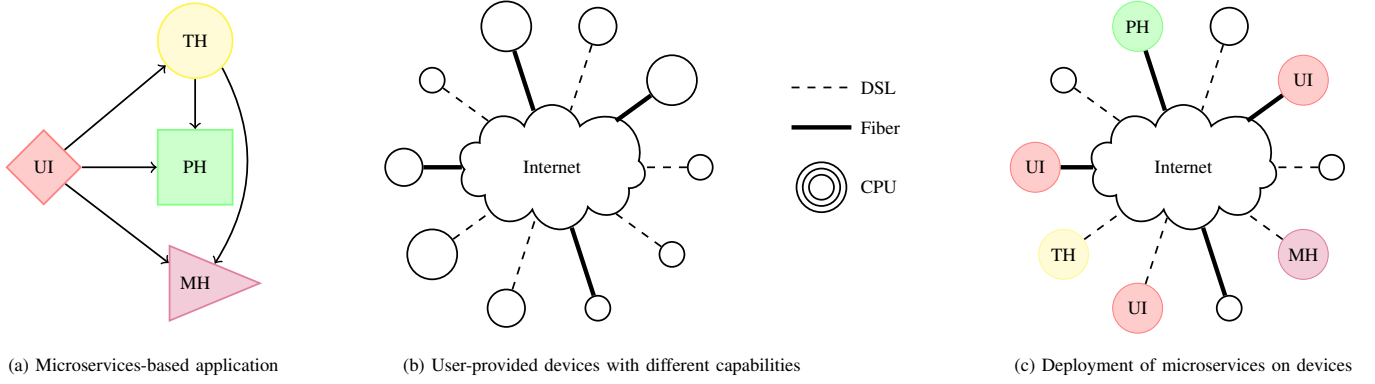 TH
UI
PH
MH
(a) Microservices-based application
Internet
DSL
Fiber
CPU
(b) User-provided devices with different capabilities
PH
UI
UI
Internet
TH
MH
UI
(c) Deployment of microservices on devices